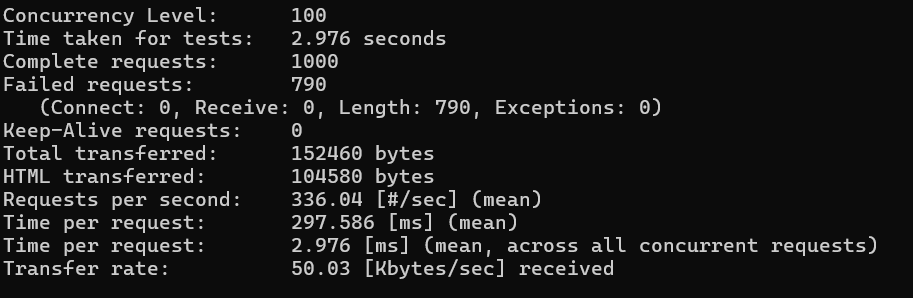 Concurrency Level:      100
Time taken for tests:   2.976 seconds
Complete requests:      1000
Failed requests:        790
   (Connect: 0, Receive: 0, Length: 790, Exceptions: 0)
Keep-Alive requests:    0
Total transferred:      152460 bytes
HTML transferred:       104580 bytes
Requests per second:    336.04 [#/sec] (mean)
Time per request:       297.586 [ms] (mean)
Time per request:       2.976 [ms] (mean, across all concurrent requests)
Transfer rate:          50.03 [Kbytes/sec] received